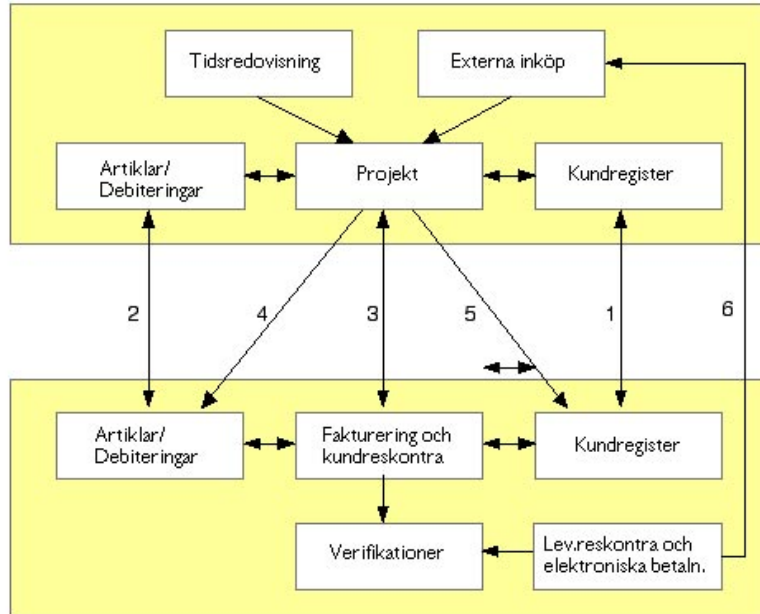 Tidsredovisning
Externa inköp
Artiklar/
Debiteringar
Projekt
Kundregister
2
4
3
5
1
6
Artiklar/
Debiteringar
Fakturering och
kundreskontra
Kundregister
Verifikationer
Lev.reskontra och
elektroniska betaln.